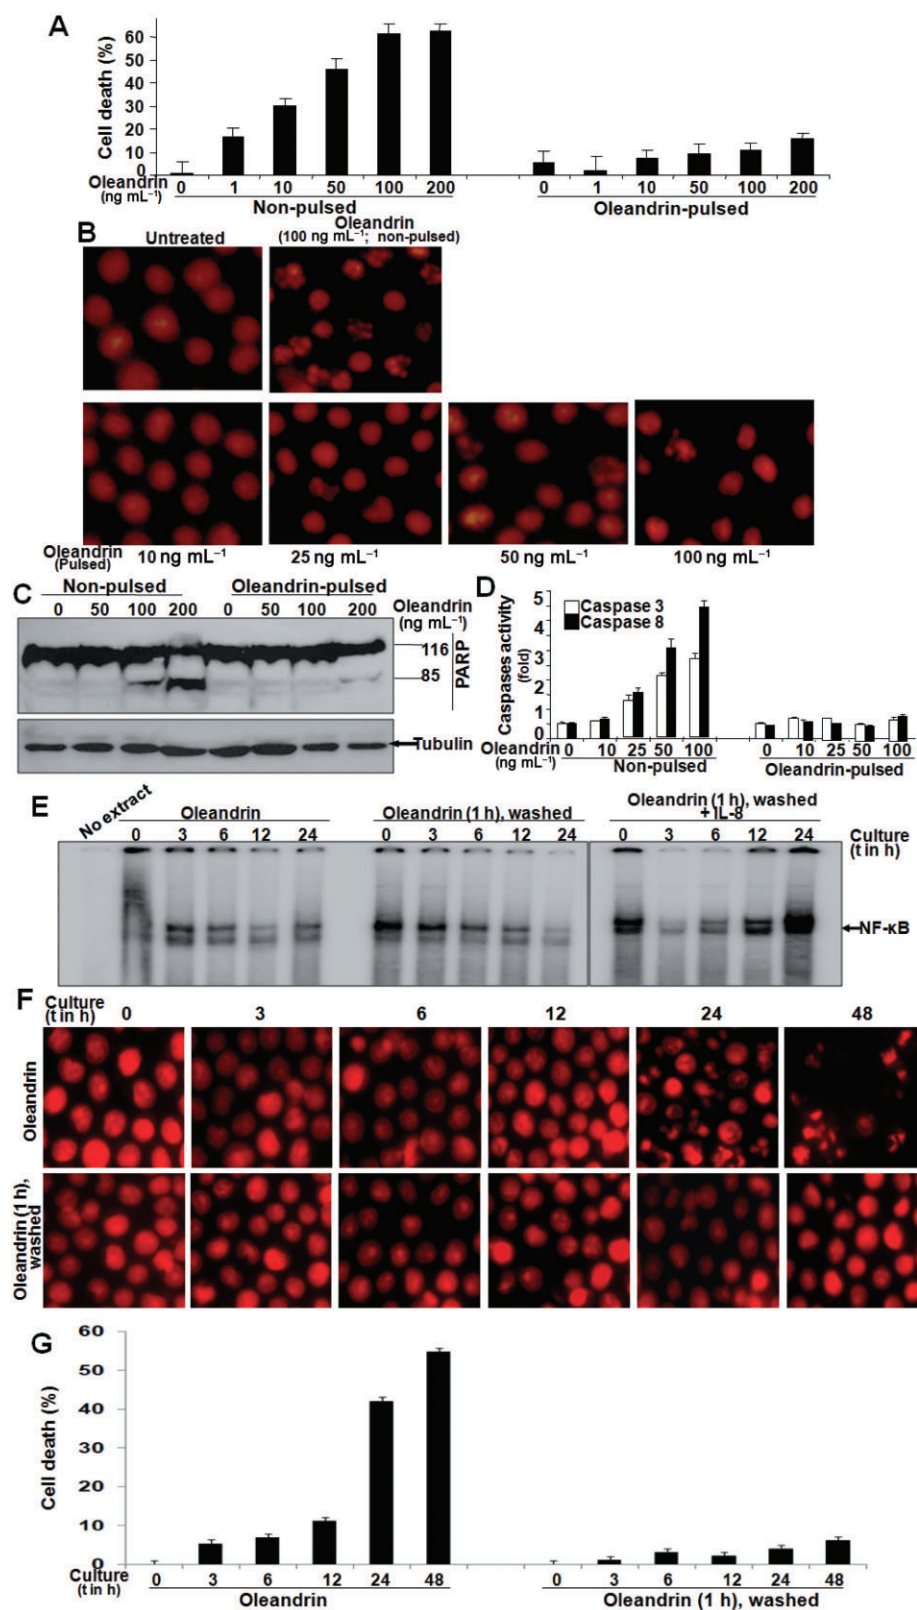 A
Cell death (%)
60
50
40
30
20
10
0
Oleandrin
(ng mL⁻¹)
0 1 10 50 100 200 0 1 10 50 100 200
Non-pulsed Oleandrin-pulsed
B
Untreated
Oleandrin
(100 ng mL⁻¹; non-pulsed)
Oleandrin
(Pulsed)
10 ng mL⁻¹ 25 ng mL⁻¹ 50 ng mL⁻¹ 100 ng mL⁻¹
C
Non-pulsed Oleandrin-pulsed
0 50 100 200 0 50 100 200
Oleandrin
(ng mL⁻¹)
116
85
PARP
Tubulin
D
Caspases activity
(fold)
5
4
3
2
1
0
Caspase 3
Caspase 8
Oleandrin
(ng mL⁻¹)
0 10 25 50 100 0 10 25 50 100
Non-pulsed Oleandrin-pulsed
E
No extract
Oleandrin
Oleandrin (1 h), washed
Oleandrin (1 h), washed
+ IL-8
0 3 6 12 24 0 3 6 12 24 0 3 6 12 24
Culture
(t in h)
NF-κB
F
Culture
(t in h)
0 3 6 12 24 48
Oleandrin
Oleandrin (1 h),
washed
G
Cell death (%)
60
50
40
30
20
10
0
Culture
(t in h)
0 3 6 12 24 48 0 3 6 12 24 48
Oleandrin Oleandrin (1 h), washed